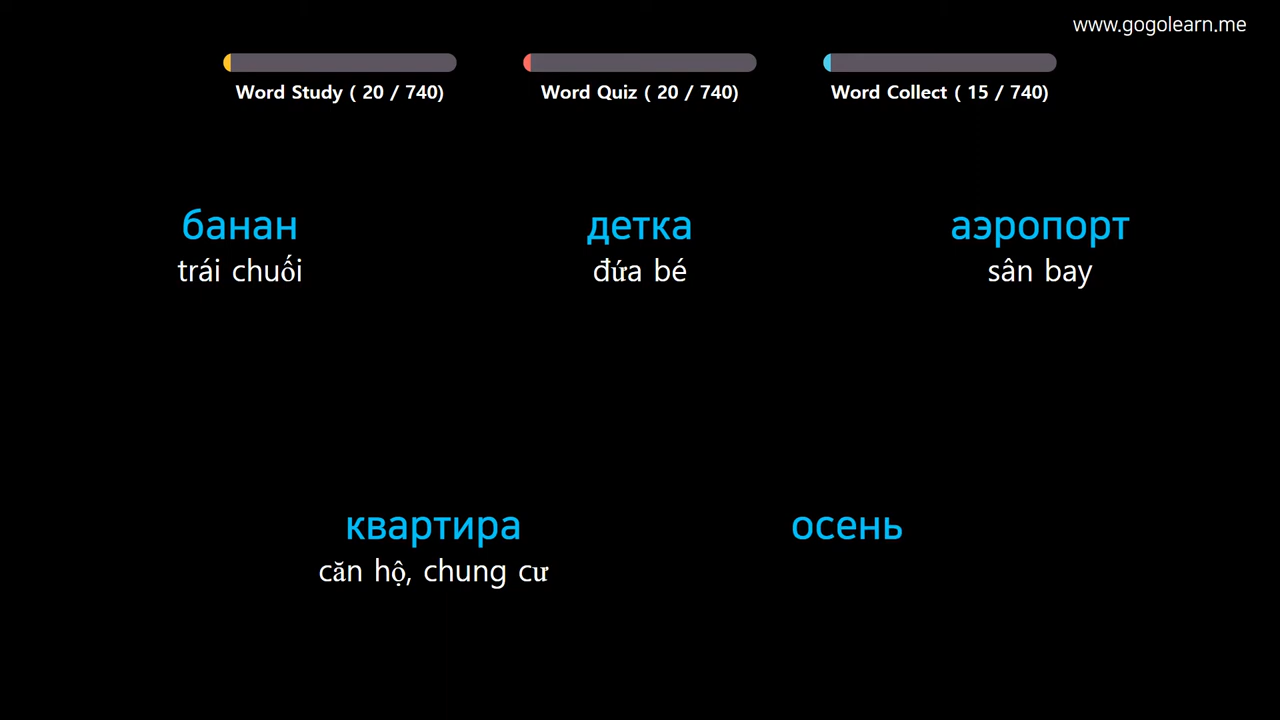 www.gogolearn.me
Word Study ( 20 / 740)
Word Quiz ( 20 / 740)
Word Collect ( 15 / 740)
банан
trái chuối
детка
đứa bé
аэропорт
sân bay
квартира
căn hộ, chung cư
осень